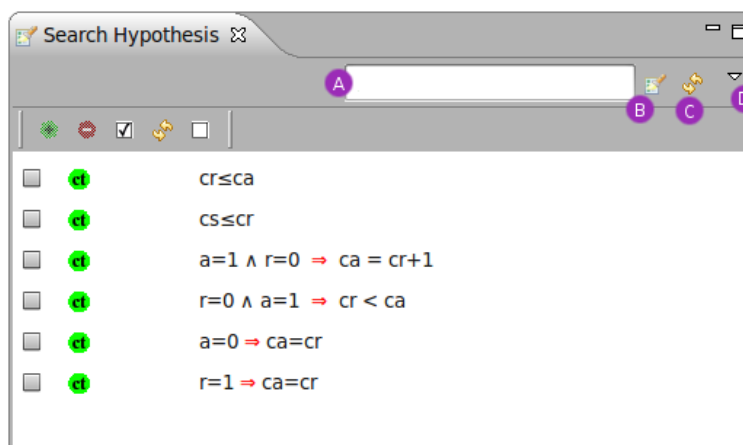 Search Hypothesis
A
B
C
D
ct cr≤ca
ct cs≤cr
ct a=1 ∧ r=0 ⇒ ca = cr+1
ct r=0 ∧ a=1 ⇒ cr < ca
ct a=0 ⇒ ca=cr
ct r=1 ⇒ ca=cr